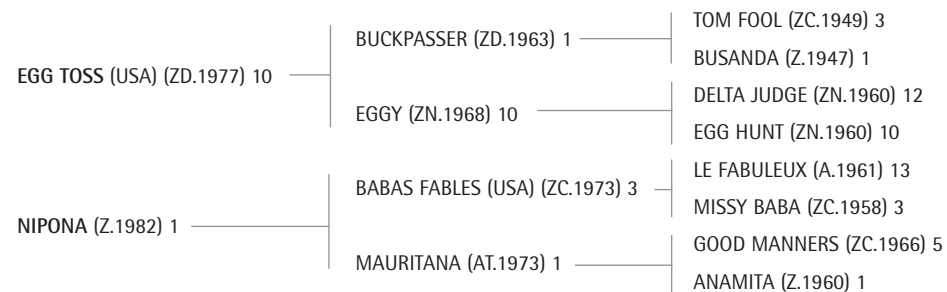 EGG TOSS (USA) (ZD.1977) 10
BUCKPASSER (ZD.1963) 1
TOM FOOL (ZC.1949) 3
BUSANDA (Z.1947) 1
EGGY (ZN.1968) 10
DELTA JUDGE (ZN.1960) 12
EGG HUNT (ZN.1960) 10
NIPONA (Z.1982) 1
BABAS FABLES (USA) (ZC.1973) 3
LE FABULEUX (A.1961) 13
MISSY BABA (ZC.1958) 3
MAURITANA (AT.1973) 1
GOOD MANNERS (ZC.1966) 5
ANAMITA (Z.1960) 1